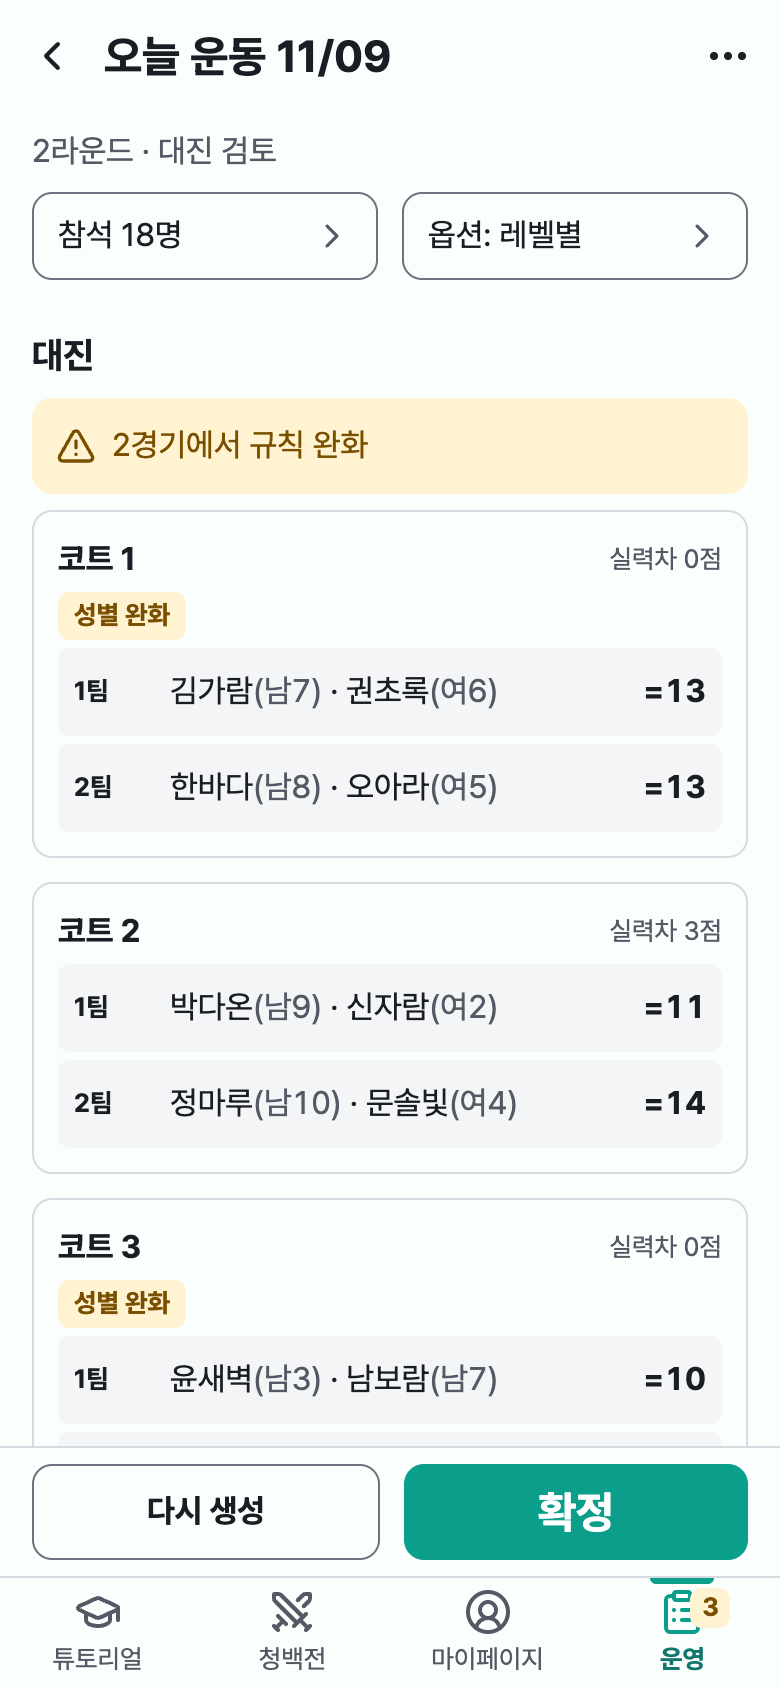 오늘 운동 11/09
2라운드 · 대진 검토
참석 18명
옵션: 레벨별
대진
2경기에서 규칙 완화
코트 1
실력차 0점
성별 완화
1팀 김가람(남7) · 권초록(여6) =13
2팀 한바다(남8) · 오아라(여5) =13
코트 2
실력차 3점
1팀 박다온(남9) · 신자람(여2) =11
2팀 정마루(남10) · 문솔빛(여4) =14
코트 3
실력차 0점
성별 완화
1팀 윤새벽(남3) · 남보람(남7) =10
다시 생성
확정
3
튜토리얼
청백전
마이페이지
운영